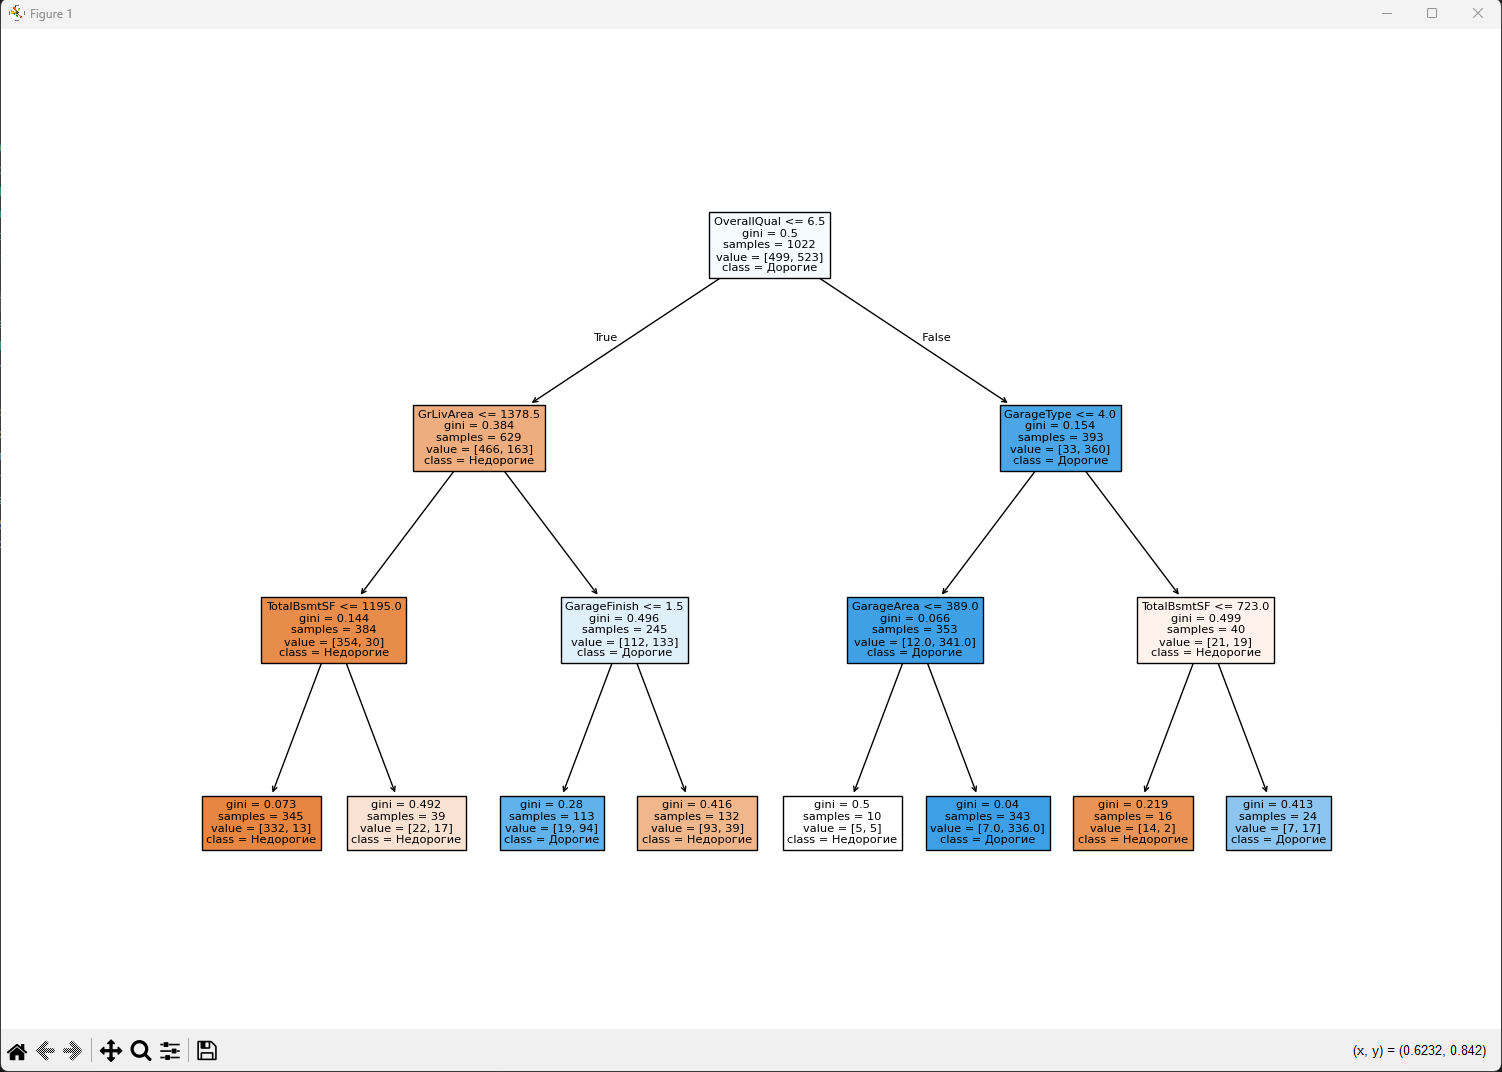 Figure 1
OverallQual <= 6.5
gini = 0.5
samples = 1022
value = [499, 523]
class = Дорогие
True
False
GrLivArea <= 1378.5
gini = 0.384
samples = 629
value = [466, 163]
class = Недорогие
GarageType <= 4.0
gini = 0.154
samples = 393
value = [33, 360]
class = Дорогие
TotalBsmtSF <= 1195.0
gini = 0.144
samples = 384
value = [354, 30]
class = Недорогие
GarageFinish <= 1.5
gini = 0.496
samples = 245
value = [112, 133]
class = Дорогие
GarageArea <= 389.0
gini = 0.066
samples = 353
value = [12.0, 341.0]
class = Дорогие
TotalBsmtSF <= 723.0
gini = 0.499
samples = 40
value = [21, 19]
class = Недорогие
gini = 0.073
samples = 345
value = [332, 13]
class = Недорогие
gini = 0.492
samples = 39
value = [22, 17]
class = Недорогие
gini = 0.28
samples = 113
value = [19, 94]
class = Дорогие
gini = 0.416
samples = 132
value = [93, 39]
class = Недорогие
gini = 0.5
samples = 10
value = [5, 5]
class = Недорогие
gini = 0.04
samples = 343
value = [7.0, 336.0]
class = Дорогие
gini = 0.219
samples = 16
value = [14, 2]
class = Недорогие
gini = 0.413
samples = 24
value = [7, 17]
class = Дорогие
(x, y) = (0.6232, 0.842)